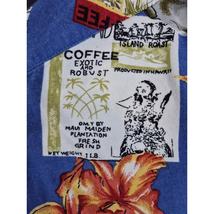 FEE
ISLAND ROAST
COFFEE
EXOTIC
AND
ROBUST
PRODUCED IN HAWAII
ONLY BY
MAUI MAIDEN
PLANTATION
FRESH
GRIND
NET WEIGHT 1 LB.